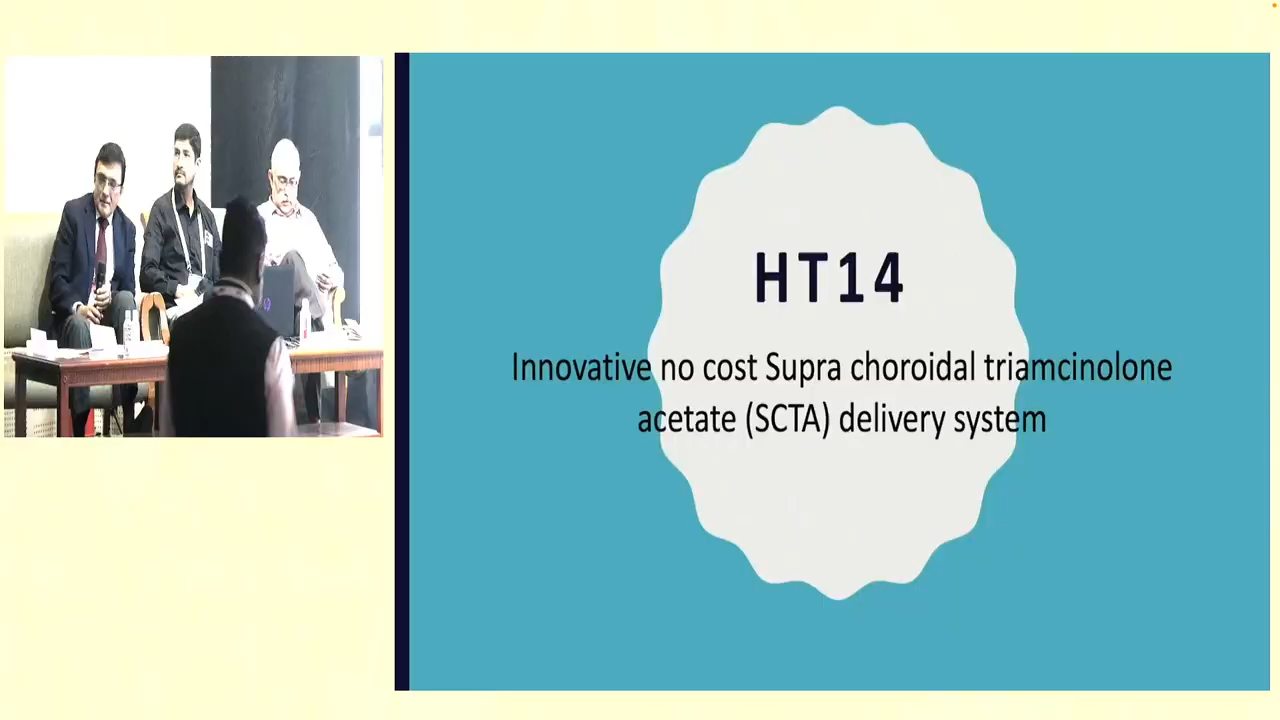 HT14
Innovative no cost Supra choroidal triamcinolone
acetate (SCTA) delivery system